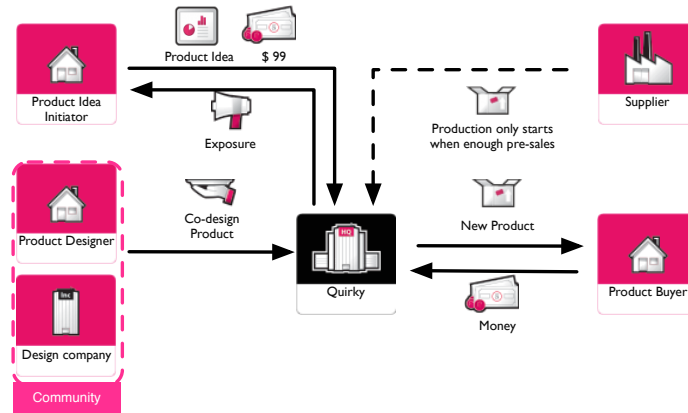 Product Idea
$ 99
Product Idea
Initiator
Exposure
Supplier
Production only starts
when enough pre-sales
Product Designer
Co-design
Product
HQ
Quirky
New Product
Product Buyer
Money
Inc
Design company
Community